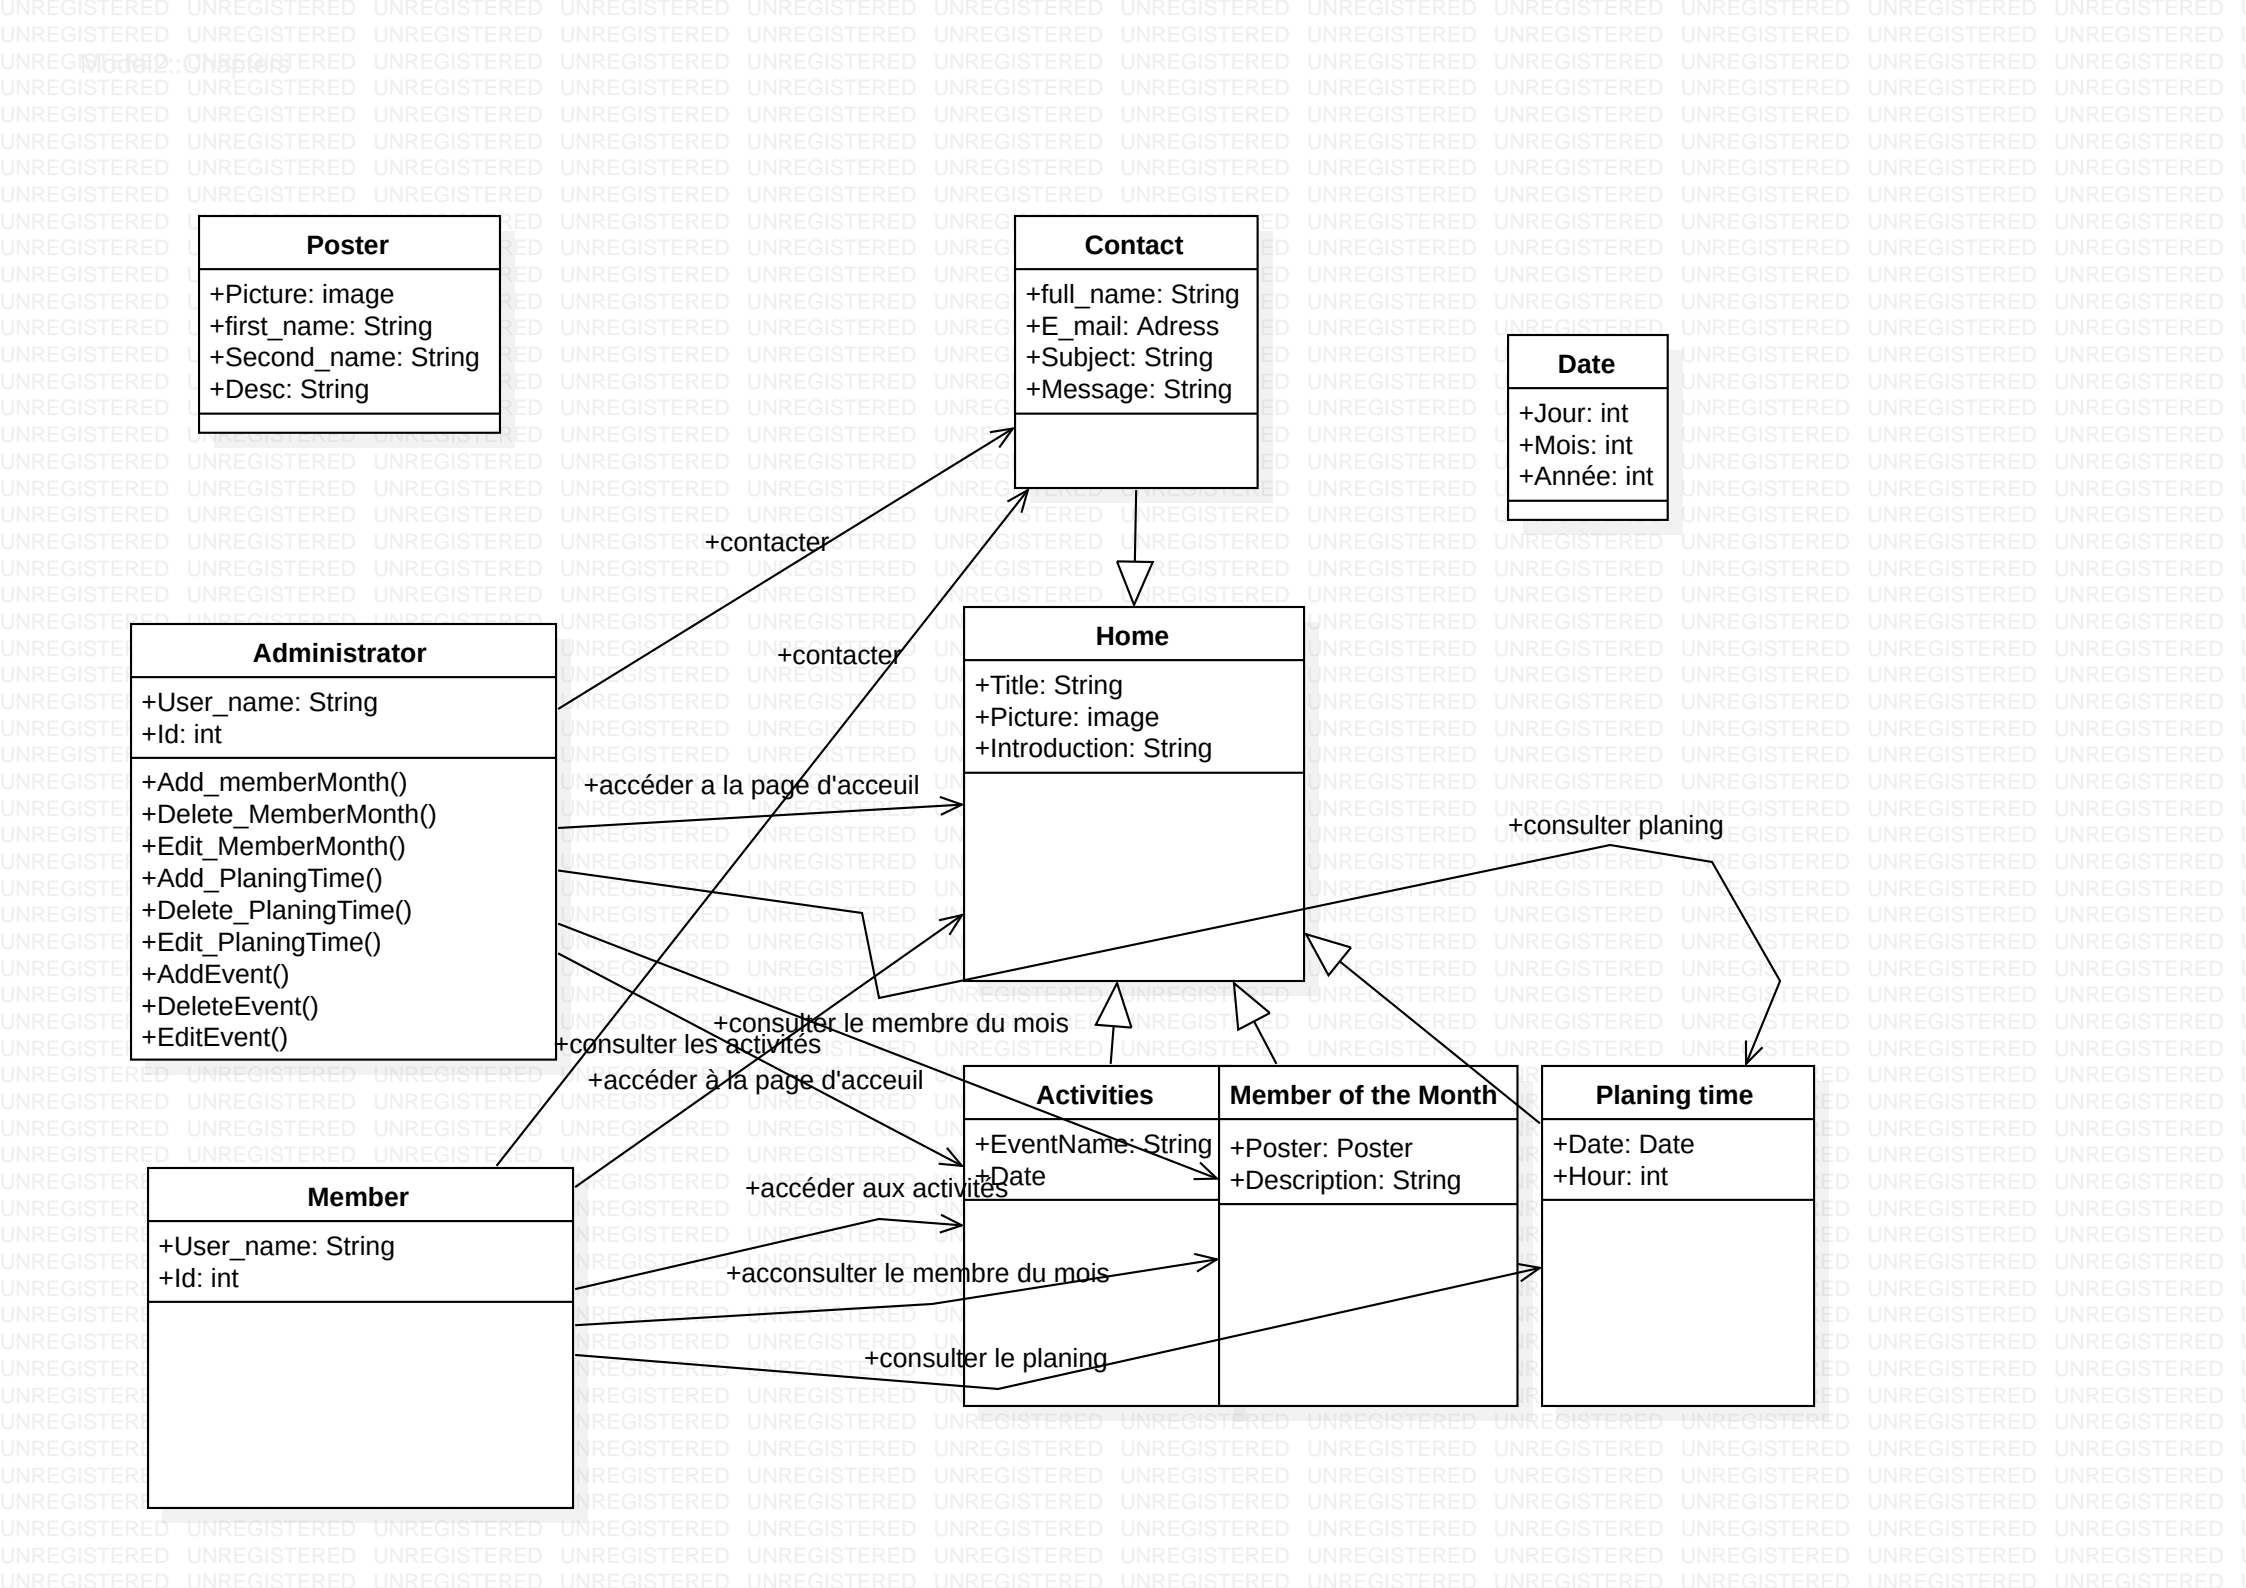 Model2::Chapters
Poster
+Picture: image
+first_name: String
+Second_name: String
+Desc: String
Contact
+full_name: String
+E_mail: Adress
+Subject: String
+Message: String
Date
+Jour: int
+Mois: int
+Année: int
+contacter
+contacter
Administrator
+User_name: String
+Id: int
+Add_memberMonth()
+Delete_MemberMonth()
+Edit_MemberMonth()
+Add_PlaningTime()
+Delete_PlaningTime()
+Edit_PlaningTime()
+AddEvent()
+DeleteEvent()
+EditEvent()
Home
+Title: String
+Picture: image
+Introduction: String
+accéder a la page d'acceuil
+consulter planing
+consulter le membre du mois
+consulter les activités
+accéder à la page d'acceuil
Activities
+EventName: String
+Date
Member of the Month
+Poster: Poster
+Description: String
Planing time
+Date: Date
+Hour: int
Member
+User_name: String
+Id: int
+accéder aux activités
+acconsulter le membre du mois
+consulter le planing
UNREGISTERED